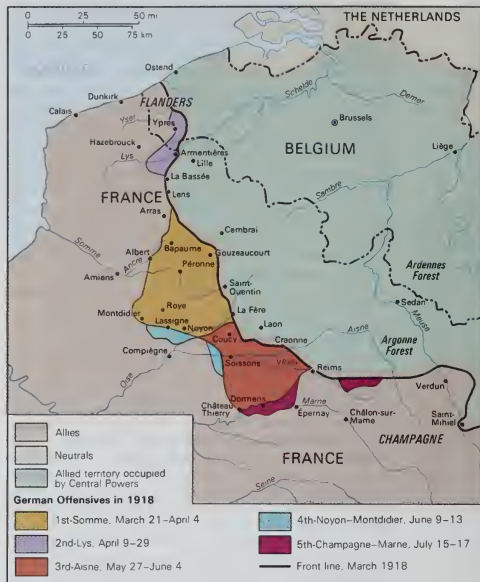 0 25 50 mi
0 25 50 75 km
THE NETHERLANDS
Ostend
Dunkirk
FLANDERS
Calais
Yser
Ypres
Schelde
Demer
Brussels
Hazebrouck
Lys
Armentières
Lille
BELGIUM
Liège
La Bassée
FRANCE
Lens
Sambre
Arras
Cambrai
Somme
Albert
Ancre
Bapaume
Gouzeaucourt
Amiens
Péronne
Ardennes
Forest
Saint-
Quentin
Sedan
Meuse
Montdidier
Roye
Lassigne
Noyon
La Fère
Laon
Coucy
Craonne
Aisne
Argonne
Forest
Compiègne
Oise
Soissons
Vesle
Reims
Verdun
Château-
Thierry
Dormens
Marne
Épernay
Châlon-sur-
Marne
Saint-
Mihiel
CHAMPAGNE
FRANCE
Seine
Allies
Neutrals
Allied territory occupied
by Central Powers
German Offensives in 1918
1st-Somme, March 21–April 4
2nd-Lys, April 9–29
3rd-Aisne, May 27–June 4
4th-Noyon–Montdidier, June 9–13
5th-Champagne–Marne, July 15–17
Front line, March 1918